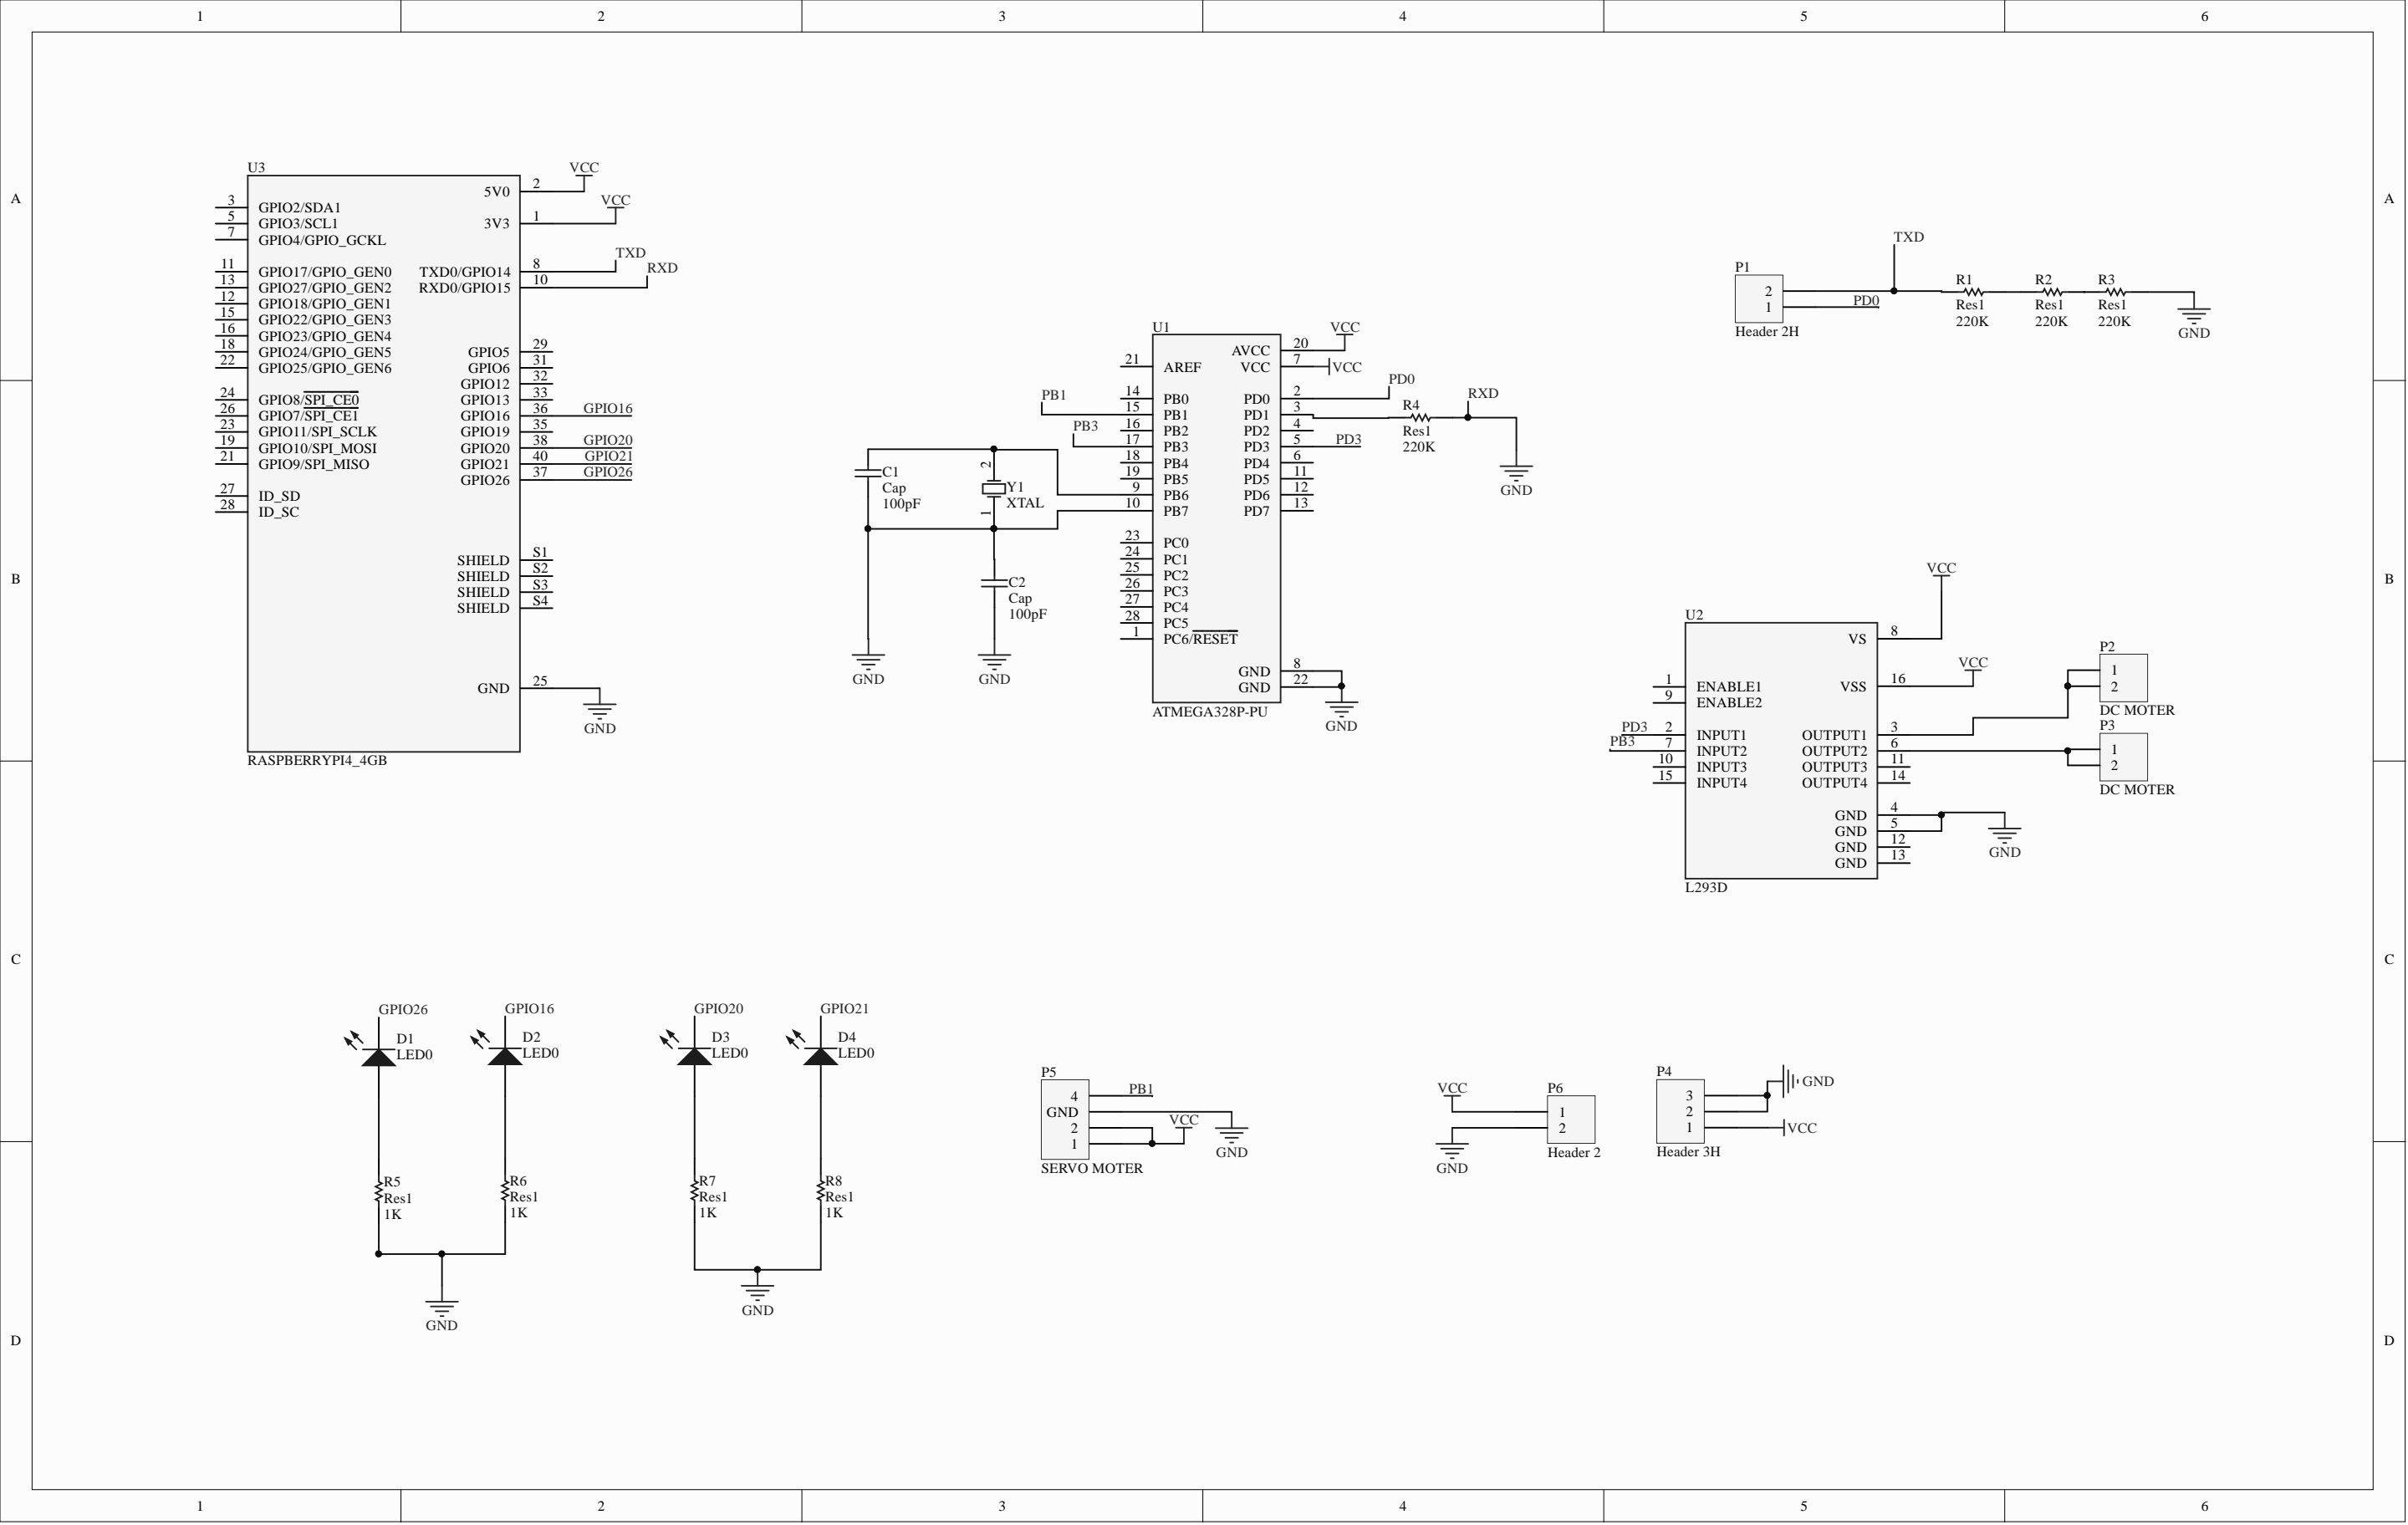 1 2 3 4 5 6
A
A
B
B
C
C
D
D
U3
5V0 2 VCC
3V3 1 VCC
3 GPIO2/SDA1
5 GPIO3/SCL1
7 GPIO4/GPIO_GCKL
11 GPIO17/GPIO_GEN0
13 GPIO27/GPIO_GEN2
12 GPIO18/GPIO_GEN1
15 GPIO22/GPIO_GEN3
16 GPIO23/GPIO_GEN4
18 GPIO24/GPIO_GEN5
22 GPIO25/GPIO_GEN6
24 GPIO8/SPI_CE0
26 GPIO7/SPI_CE1
23 GPIO11/SPI_SCLK
19 GPIO10/SPI_MOSI
21 GPIO9/SPI_MISO
27 ID_SD
28 ID_SC
TXD0/GPIO14 8 TXD
RXD0/GPIO15 10 RXD
GPIO5 29
GPIO6 31
GPIO12 32
GPIO13 33
GPIO16 36 GPIO16
GPIO19 35
GPIO20 38 GPIO20
GPIO21 40 GPIO21
GPIO26 37 GPIO26
SHIELD S1
SHIELD S2
SHIELD S3
SHIELD S4
GND 25
GND
RASPBERRYPI4_4GB
C1
Cap
100pF
2
Y1
XTAL
1
C2
Cap
100pF
GND
GND
U1
21 AREF
PB1
PB3
14 PB0
15 PB1
16 PB2
17 PB3
18 PB4
19 PB5
9 PB6
10 PB7
23 PC0
24 PC1
25 PC2
26 PC3
27 PC4
28 PC5
1 PC6/RESET
AVCC 20 VCC
VCC 7 VCC
PD0 2 PD0
PD1 3
PD2 4
PD3 5 PD3
PD4 6
PD5 11
PD6 12
PD7 13
GND 8
GND 22
GND
ATMEGA328P-PU
R4
Res1
220K
RXD
GND
TXD
P1
2
1 PD0
Header 2H
R1
Res1
220K
R2
Res1
220K
R3
Res1
220K
GND
U2
VS 8 VCC
VSS 16 VCC
1 ENABLE1
9 ENABLE2
PD3 2 INPUT1
PB3 7 INPUT2
10 INPUT3
15 INPUT4
OUTPUT1 3
OUTPUT2 6
OUTPUT3 11
OUTPUT4 14
GND 4
GND 5
GND 12
GND 13
GND
L293D
P2
1
2
DC MOTER
P3
1
2
DC MOTER
GPIO26
D1
LED0
R5
Res1
1K
GPIO16
D2
LED0
R6
Res1
1K
GND
GPIO20
D3
LED0
R7
Res1
1K
GPIO21
D4
LED0
R8
Res1
1K
GND
P5
4 PB1
GND
2 VCC
1
GND
SERVO MOTER
VCC
P6
1
2
GND
Header 2
P4
3 GND
2
1 VCC
Header 3H
1 2 3 4 5 6